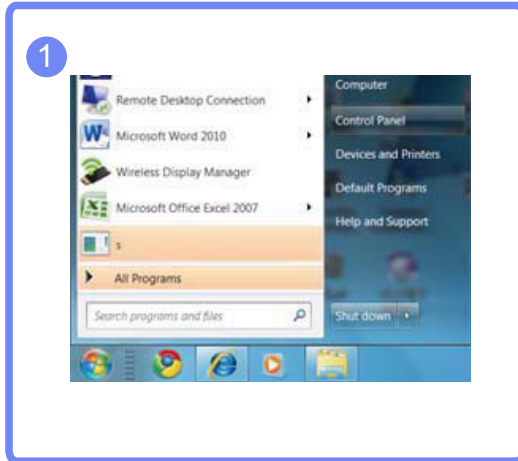 1
Remote Desktop Connection
Microsoft Word 2010
Wireless Display Manager
Microsoft Office Excel 2007
s
All Programs
Search programs and files
Computer
Control Panel
Devices and Printers
Default Programs
Help and Support
Shut down